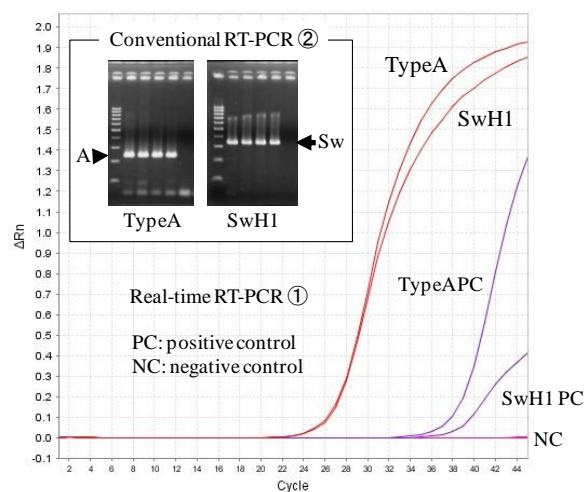 Conventional RT-PCR ②
A
Sw
TypeA
SwH1
TypeA
SwH1
TypeAPC
SwH1 PC
NC
Real-time RT-PCR ①
PC: positive control
NC: negative control
ΔRn
2.0
1.9
1.8
1.7
1.6
1.5
1.4
1.3
1.2
1.1
1.0
0.9
0.8
0.7
0.6
0.5
0.4
0.3
0.2
0.1
0.0
-0.1
2 4 6 8 10 12 14 16 18 20 22 24 26 28 30 32 34 36 38 40 42 44
Cycle